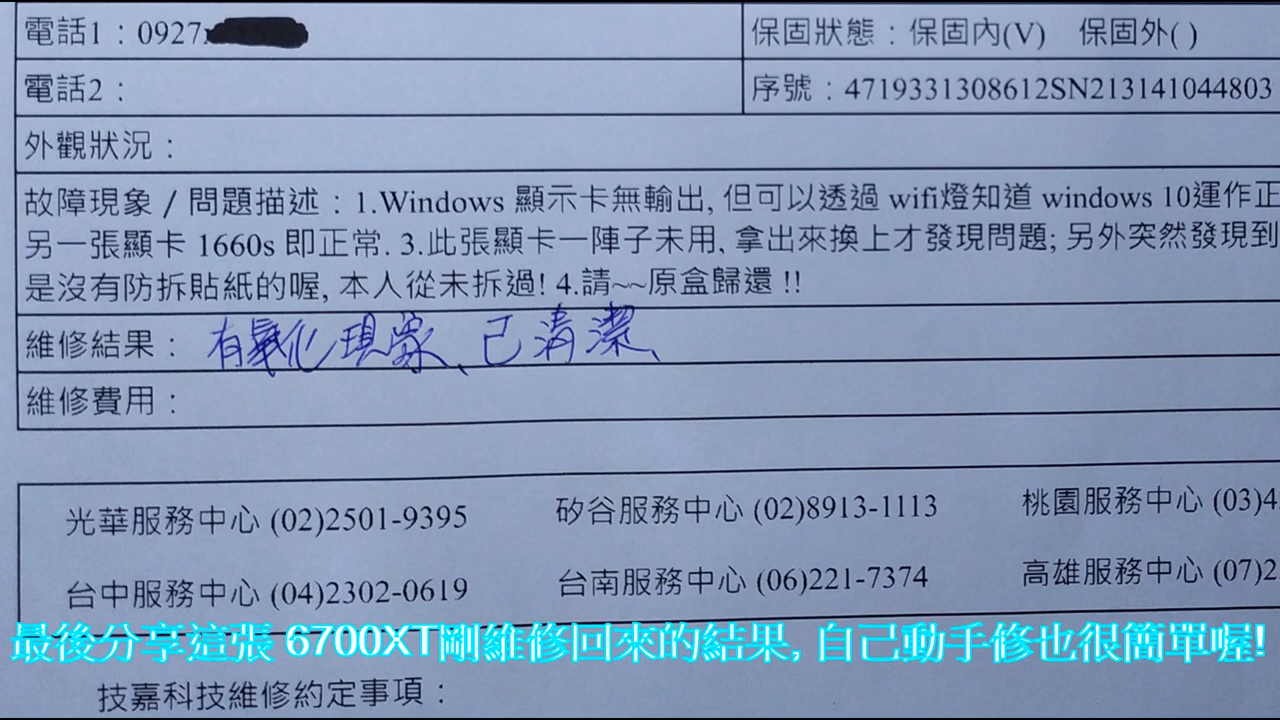 電話1：0927
保固狀態：保固內(V) 保固外( )
電話2：
序號：4719331308612SN213141044803
外觀狀況：
故障現象 / 問題描述：1.Windows 顯示卡無輸出, 但可以透過 wifi燈知道 windows 10運作正
另一張顯卡 1660s 即正常. 3.此張顯卡一陣子未用, 拿出來換上才發現問題; 另外突然發現到
是沒有防拆貼紙的喔, 本人從未拆過! 4.請~~原盒歸還 !!
維修結果：有氧化現象、已清潔、
維修費用：
光華服務中心 (02)2501-9395
矽谷服務中心 (02)8913-1113
桃園服務中心 (03)4
台中服務中心 (04)2302-0619
台南服務中心 (06)221-7374
高雄服務中心 (07)2
最後分享這張 6700XT剛維修回來的結果, 自己動手修也很簡單喔!
技嘉科技維修約定事項：